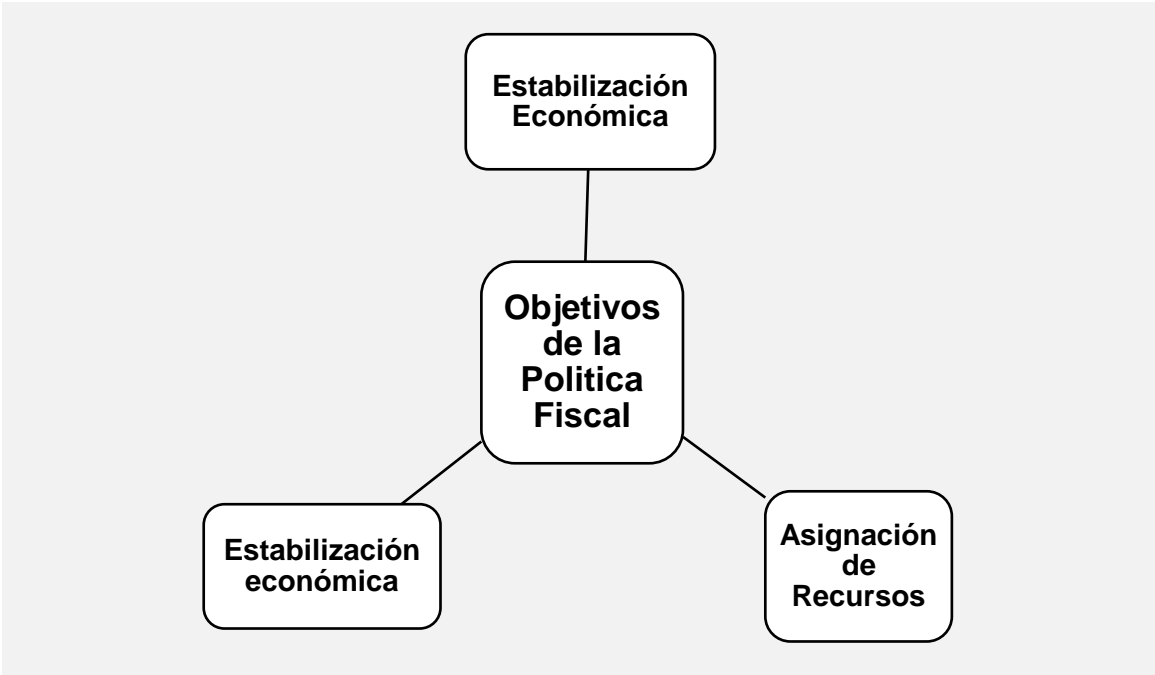 Estabilización
Económica
Objetivos
de la
Politica
Fiscal
Estabilización
económica
Asignación
de
Recursos